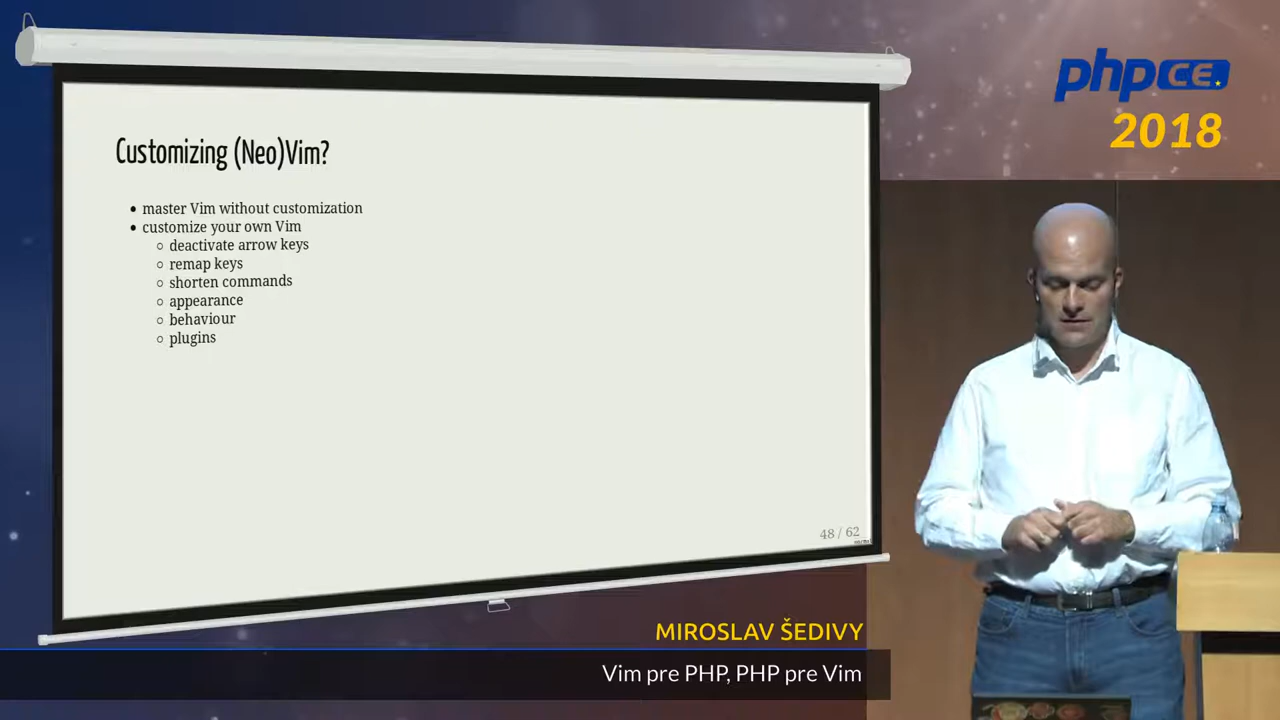 phpCE
2018
Customizing (Neo)Vim?
• master Vim without customization
• customize your own Vim
○ deactivate arrow keys
○ remap keys
○ shorten commands
○ appearance
○ behaviour
○ plugins
48 / 62
MIROSLAV ŠEDIVY
Vim pre PHP, PHP pre Vim